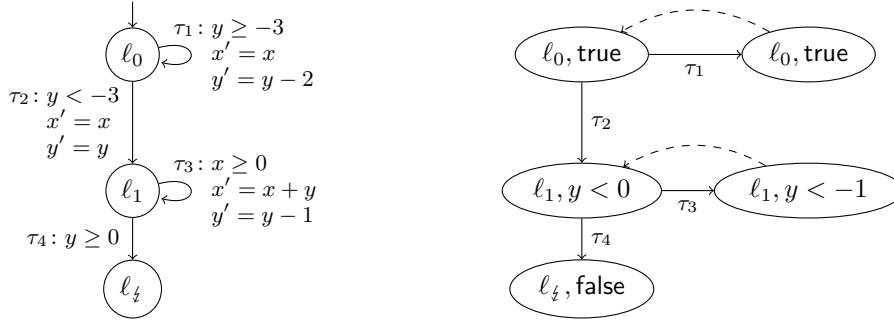 τ₁: y ≥ −3
x′ = x
y′ = y − 2
ℓ₀
τ₂: y < −3
x′ = x
y′ = y
τ₃: x ≥ 0
x′ = x + y
y′ = y − 1
ℓ₁
τ₄: y ≥ 0
ℓ↯
ℓ₀, true
τ₁
ℓ₀, true
τ₂
ℓ₁, y < 0
τ₃
ℓ₁, y < −1
τ₄
ℓ↯, false